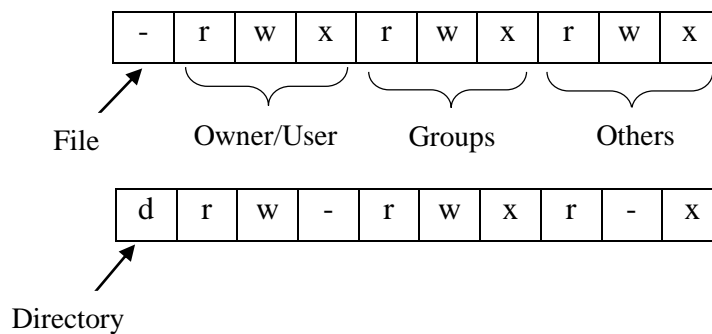 - r w x r w x r w x
File Owner/User Groups Others
d r w - r w x r - x
Directory